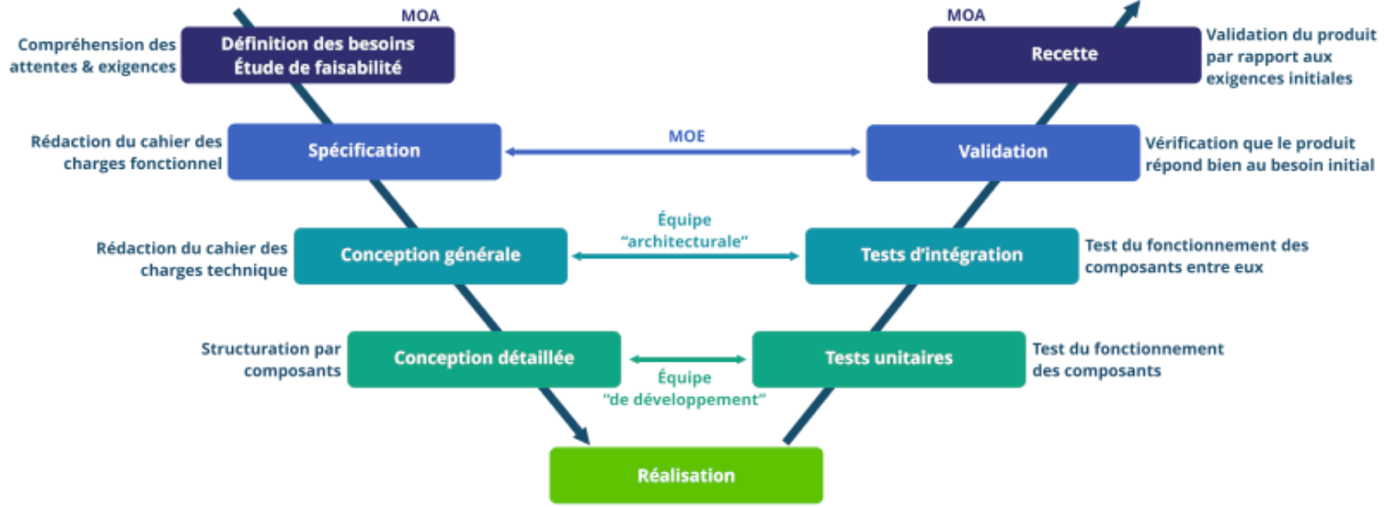 MOA
MOA
Compréhension des
attentes & exigences
Définition des besoins
Étude de faisabilité
Recette
Validation du produit
par rapport aux
exigences initiales
Rédaction du cahier des
charges fonctionnel
Spécification
MOE
Validation
Vérification que le produit
répond bien au besoin initial
Rédaction du cahier des
charges technique
Conception générale
Équipe
“architecturale”
Tests d’intégration
Test du fonctionnement des
composants entre eux
Structuration par
composants
Conception détaillée
Équipe
“de développement”
Tests unitaires
Test du fonctionnement
des composants
Réalisation